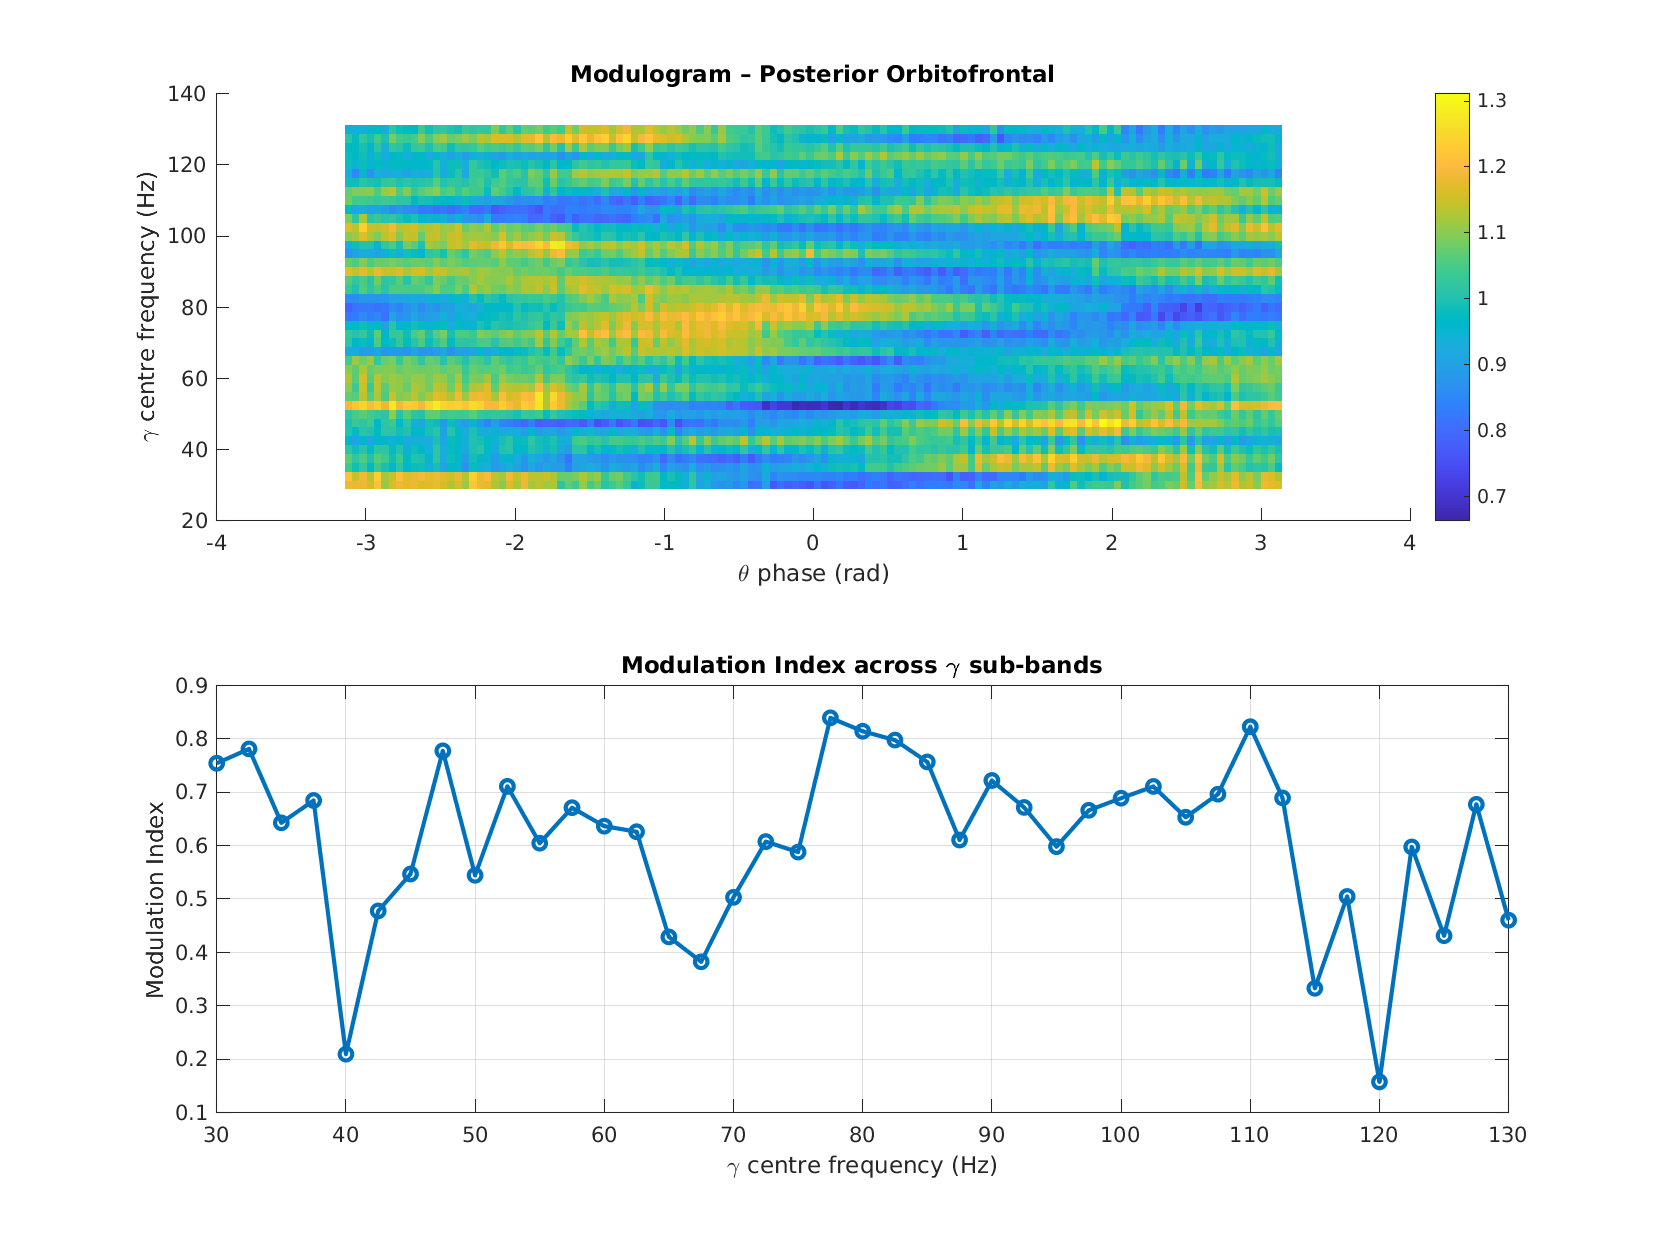 Modulogram – Posterior Orbitofrontal
140
120
100
80
60
40
20
γ centre frequency (Hz)
-4 -3 -2 -1 0 1 2 3 4
θ phase (rad)
1.3
1.2
1.1
1
0.9
0.8
0.7
Modulation Index across γ sub-bands
0.9
0.8
0.7
0.6
0.5
0.4
0.3
0.2
0.1
Modulation Index
30 40 50 60 70 80 90 100 110 120 130
γ centre frequency (Hz)